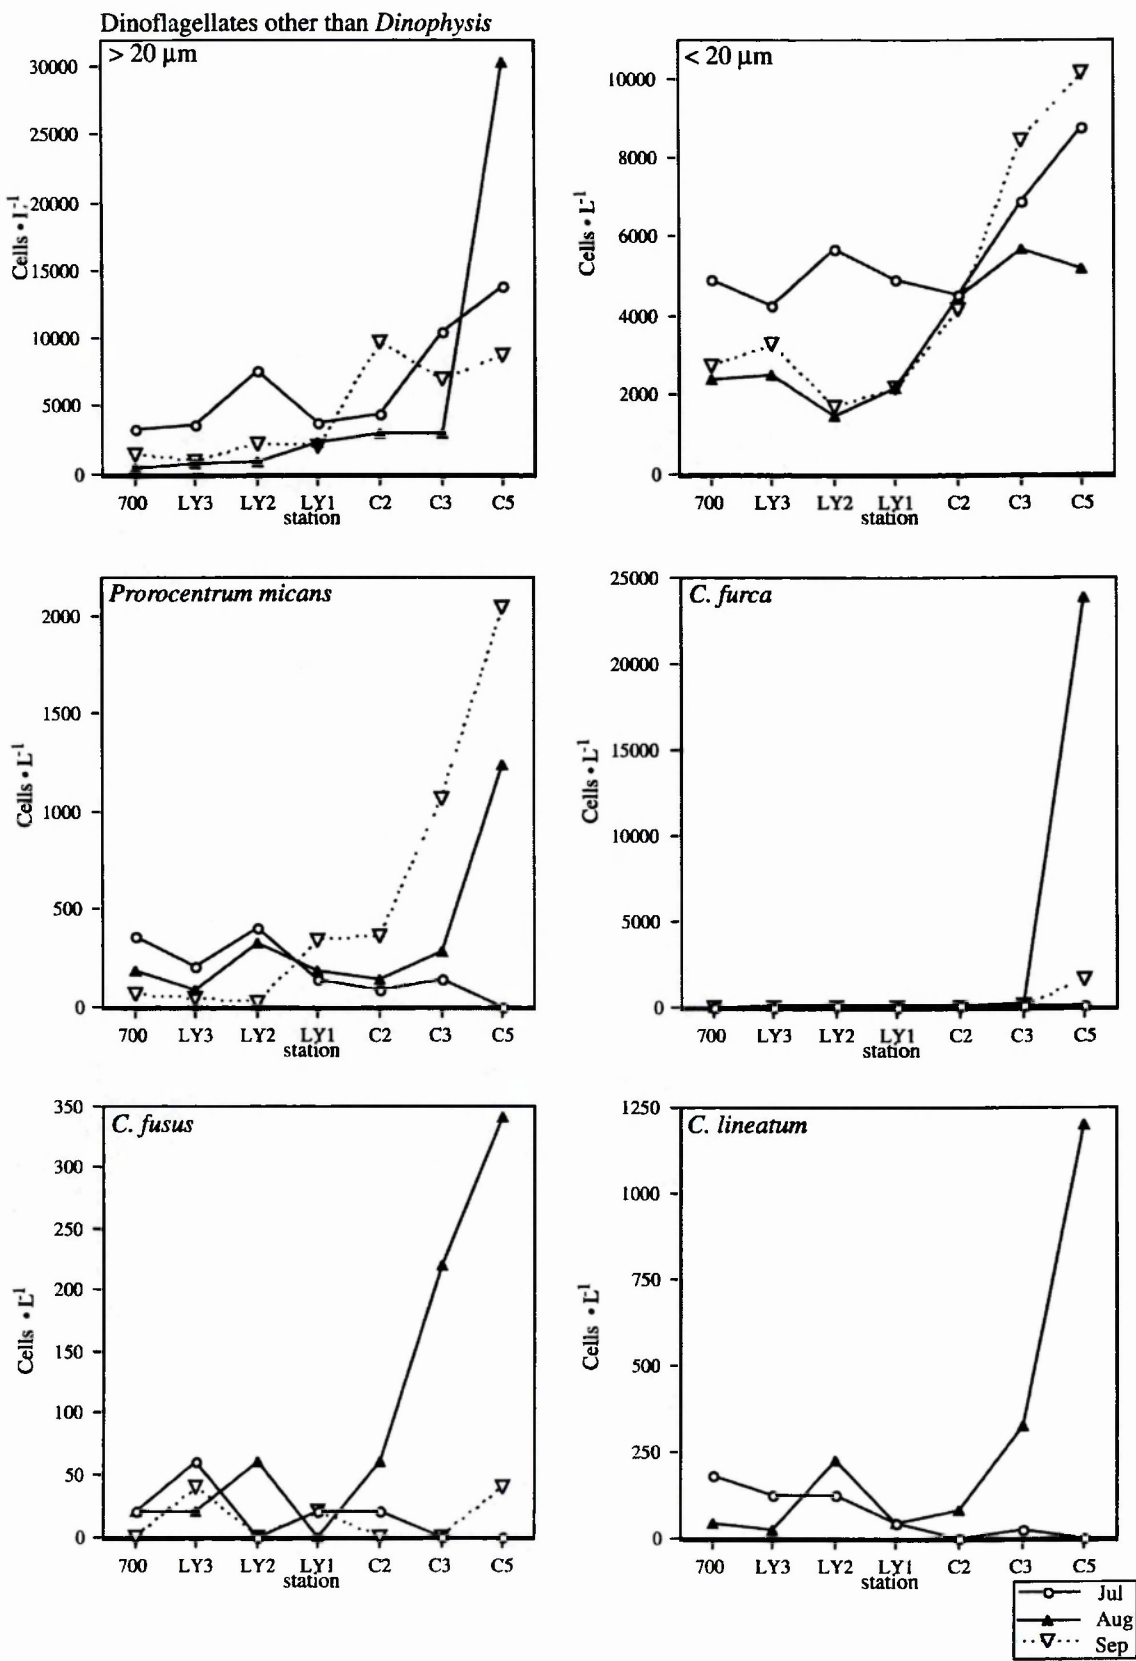 Dinoflagellates other than Dinophysis
> 20 µm
30000
25000
20000
15000
10000
5000
0
Cells • L⁻¹
700 LY3 LY2 LY1 C2 C3 C5
station
< 20 µm
10000
8000
6000
4000
2000
0
Cells • L⁻¹
700 LY3 LY2 LY1 C2 C3 C5
station
Prorocentrum micans
2000
1500
1000
500
0
Cells • L⁻¹
700 LY3 LY2 LY1 C2 C3 C5
station
C. furca
25000
20000
15000
10000
5000
0
Cells • L⁻¹
700 LY3 LY2 LY1 C2 C3 C5
station
C. fusus
350
300
250
200
150
100
50
0
Cells • L⁻¹
700 LY3 LY2 LY1 C2 C3 C5
station
C. lineatum
1250
1000
750
500
250
0
Cells • L⁻¹
700 LY3 LY2 LY1 C2 C3 C5
station
Jul
Aug
Sep